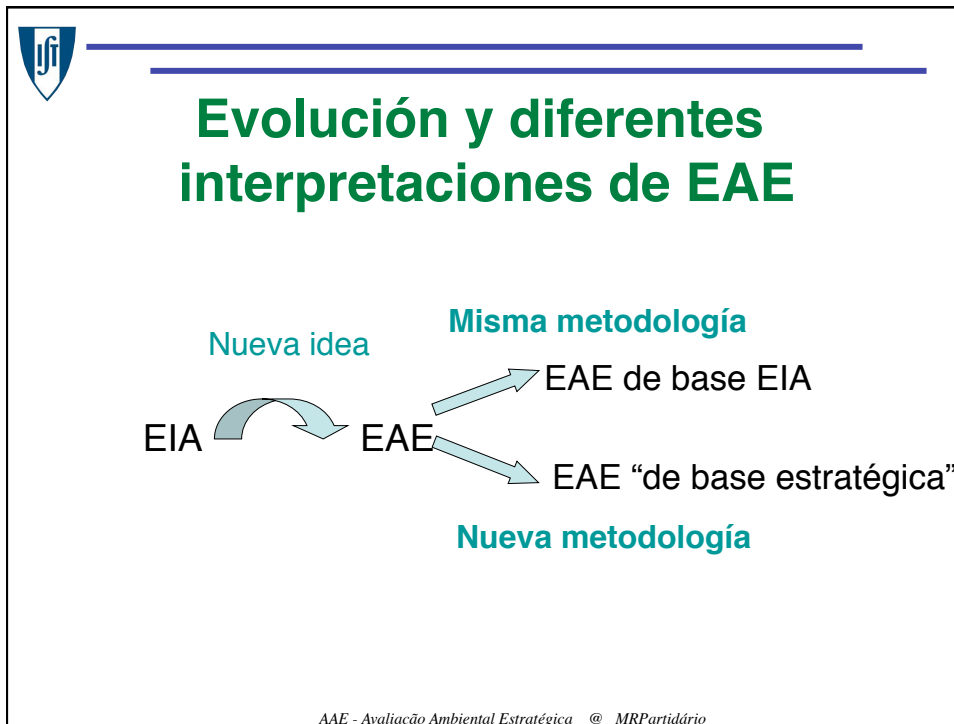 IST
Evolución y diferentes
interpretaciones de EAE
Misma metodología
Nueva idea
EAE de base EIA
EIA
EAE
EAE “de base estratégica”
Nueva metodología
AAE - Avaliação Ambiental Estratégica @ MRPartidário